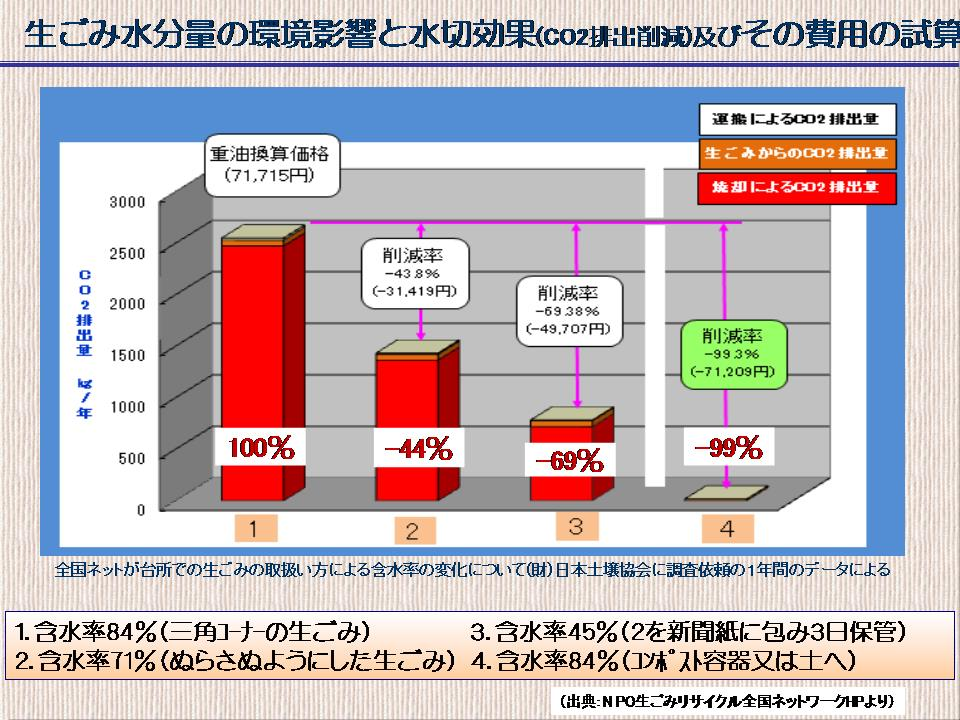 生ごみ水分量の環境影響と水切効果(CO2排出削減)及びその費用の試算
運搬によるCO2排出量
生ごみからのCO2排出量
焼却によるCO2排出量
重油換算価格
(71,715円)
3000
2500
2000
1500
1000
500
0
CO2排出量 kg/年
削減率
-43.8%
(-31,419円)
削減率
-69.38%
(-49,707円)
削減率
-99.3%
(-71,209円)
100%
-44%
-69%
-99%
1
2
3
4
全国ネットが台所での生ごみの取扱い方による含水率の変化について(財)日本土壌協会に調査依頼の1年間のデータによる
1.含水率84%(三角コーナーの生ごみ)
2.含水率71%(ぬらさぬようにした生ごみ)
3.含水率45%(2を新聞紙に包み3日保管)
4.含水率84%(コンポスト容器又は土へ)
(出典:NPO生ごみリサイクル全国ネットワークHPより)